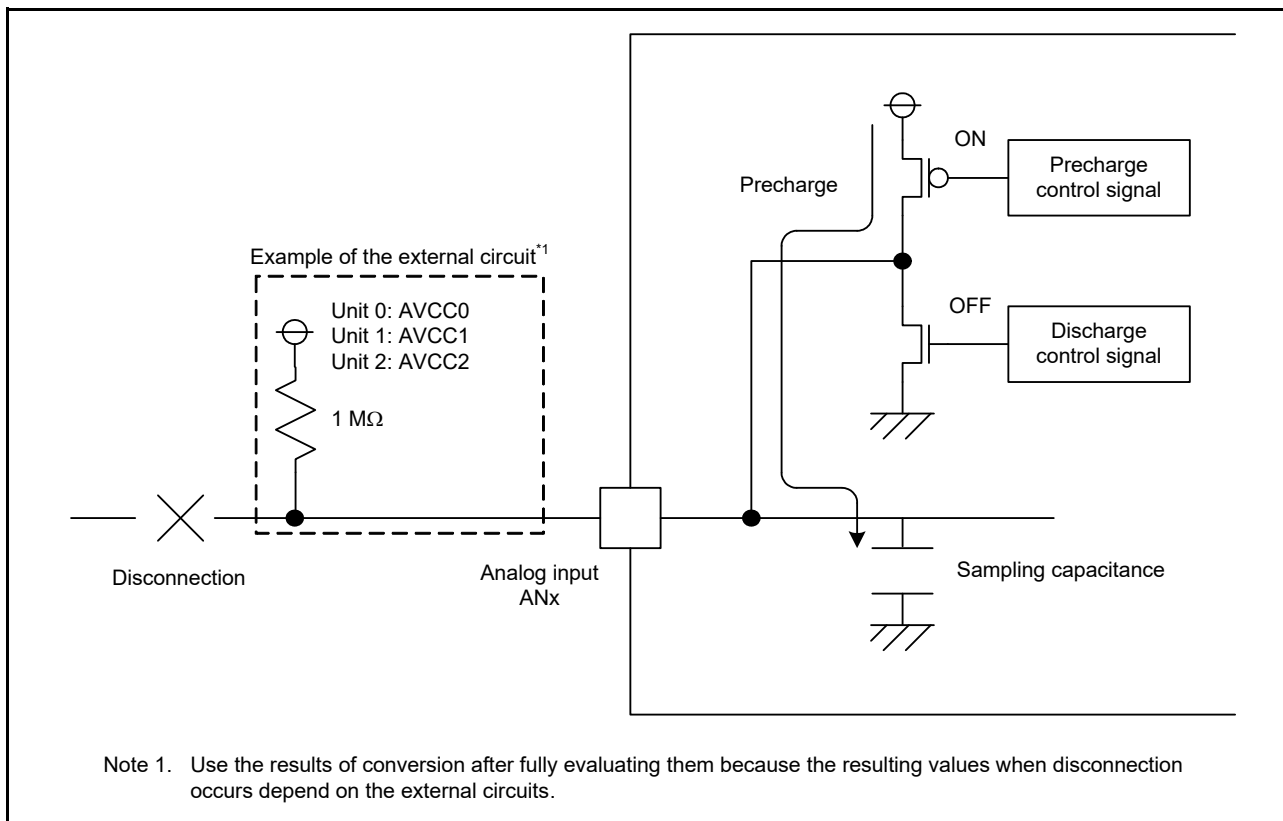 ON
Precharge
control signal
Precharge
Example of the external circuit*1
Unit 0: AVCC0
Unit 1: AVCC1
Unit 2: AVCC2
OFF
Discharge
control signal
1 MΩ
Disconnection
Analog input
ANx
Sampling capacitance
Note 1. Use the results of conversion after fully evaluating them because the resulting values when disconnection
occurs depend on the external circuits.